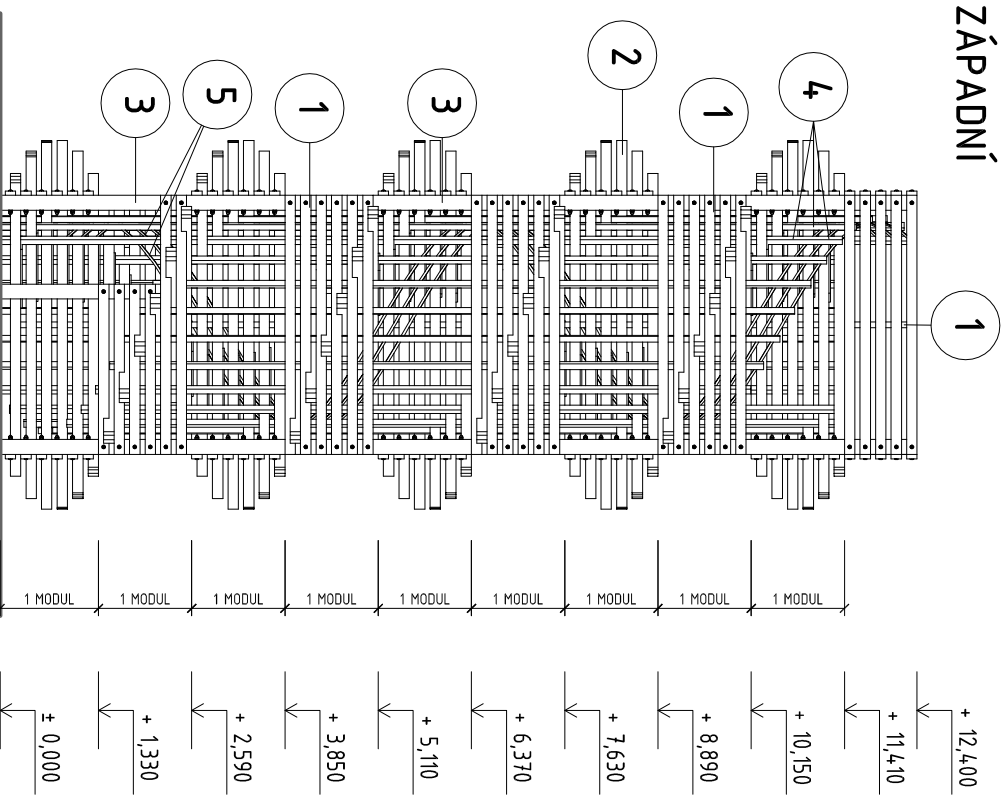 ZÁPADNÍ
1
4
1
2
3
1
5
3
1 MODUL
1 MODUL
1 MODUL
1 MODUL
1 MODUL
1 MODUL
1 MODUL
1 MODUL
1 MODUL
+ 12,400
+ 11,410
+ 10,150
+ 8,890
+ 7,630
+ 6,370
+ 5,110
+ 3,850
+ 2,590
+ 1,330
± 0,000